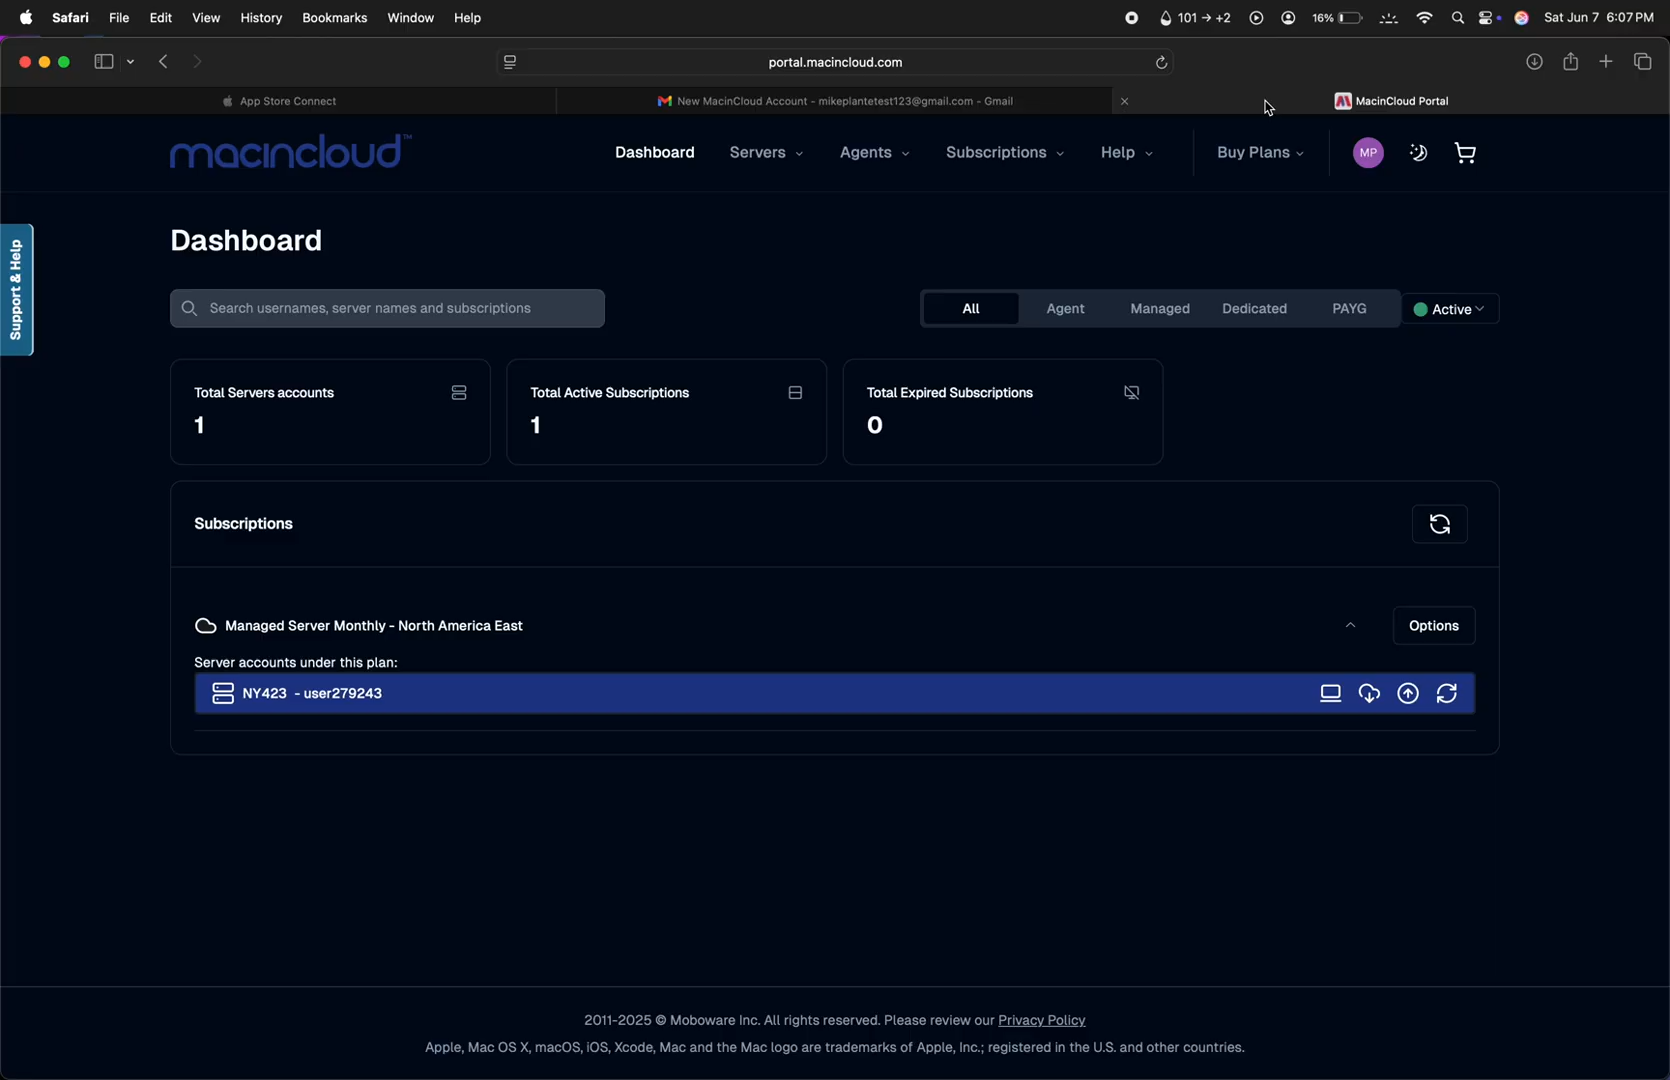 Safari File Edit View History Bookmarks Window Help 101 → +2 16% Sat Jun 7 6:07 PM
portal.macincloud.com
App Store Connect New MacinCloud Account - mikeplantetest123@gmail.com - Gmail MacinCloud Portal
macincloud™ Dashboard Servers Agents Subscriptions Help Buy Plans MP
Support & Help
Dashboard
Search usernames, server names and subscriptions All Agent Managed Dedicated PAYG Active
Total Servers accounts Total Active Subscriptions Total Expired Subscriptions
1 1 0
Subscriptions
Managed Server Monthly - North America East Options
Server accounts under this plan:
NY423 - user279243
2011-2025 © Moboware Inc. All rights reserved. Please review our Privacy Policy
Apple, Mac OS X, macOS, iOS, Xcode, Mac and the Mac logo are trademarks of Apple, Inc.; registered in the U.S. and other countries.